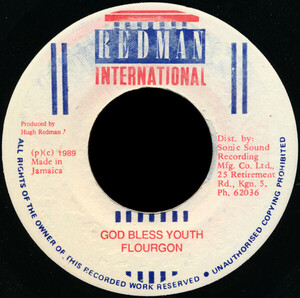 REDMAN
INTERNATIONAL
Produced by
Hugh Redman
(p)(c) 1989
Made in
Jamaica
Dist. by:
Sonic Sound
Recording
Mfg. Co. Ltd.,
25 Retirement
Rd., Kgn. 5,
Ph, 62036
GOD BLESS YOUTH
FLOURGON
ALL RIGHTS OF THE OWNER OF THIS RECORDED WORK RESERVED • UNAUTHORISED COPYING PROHIBITED